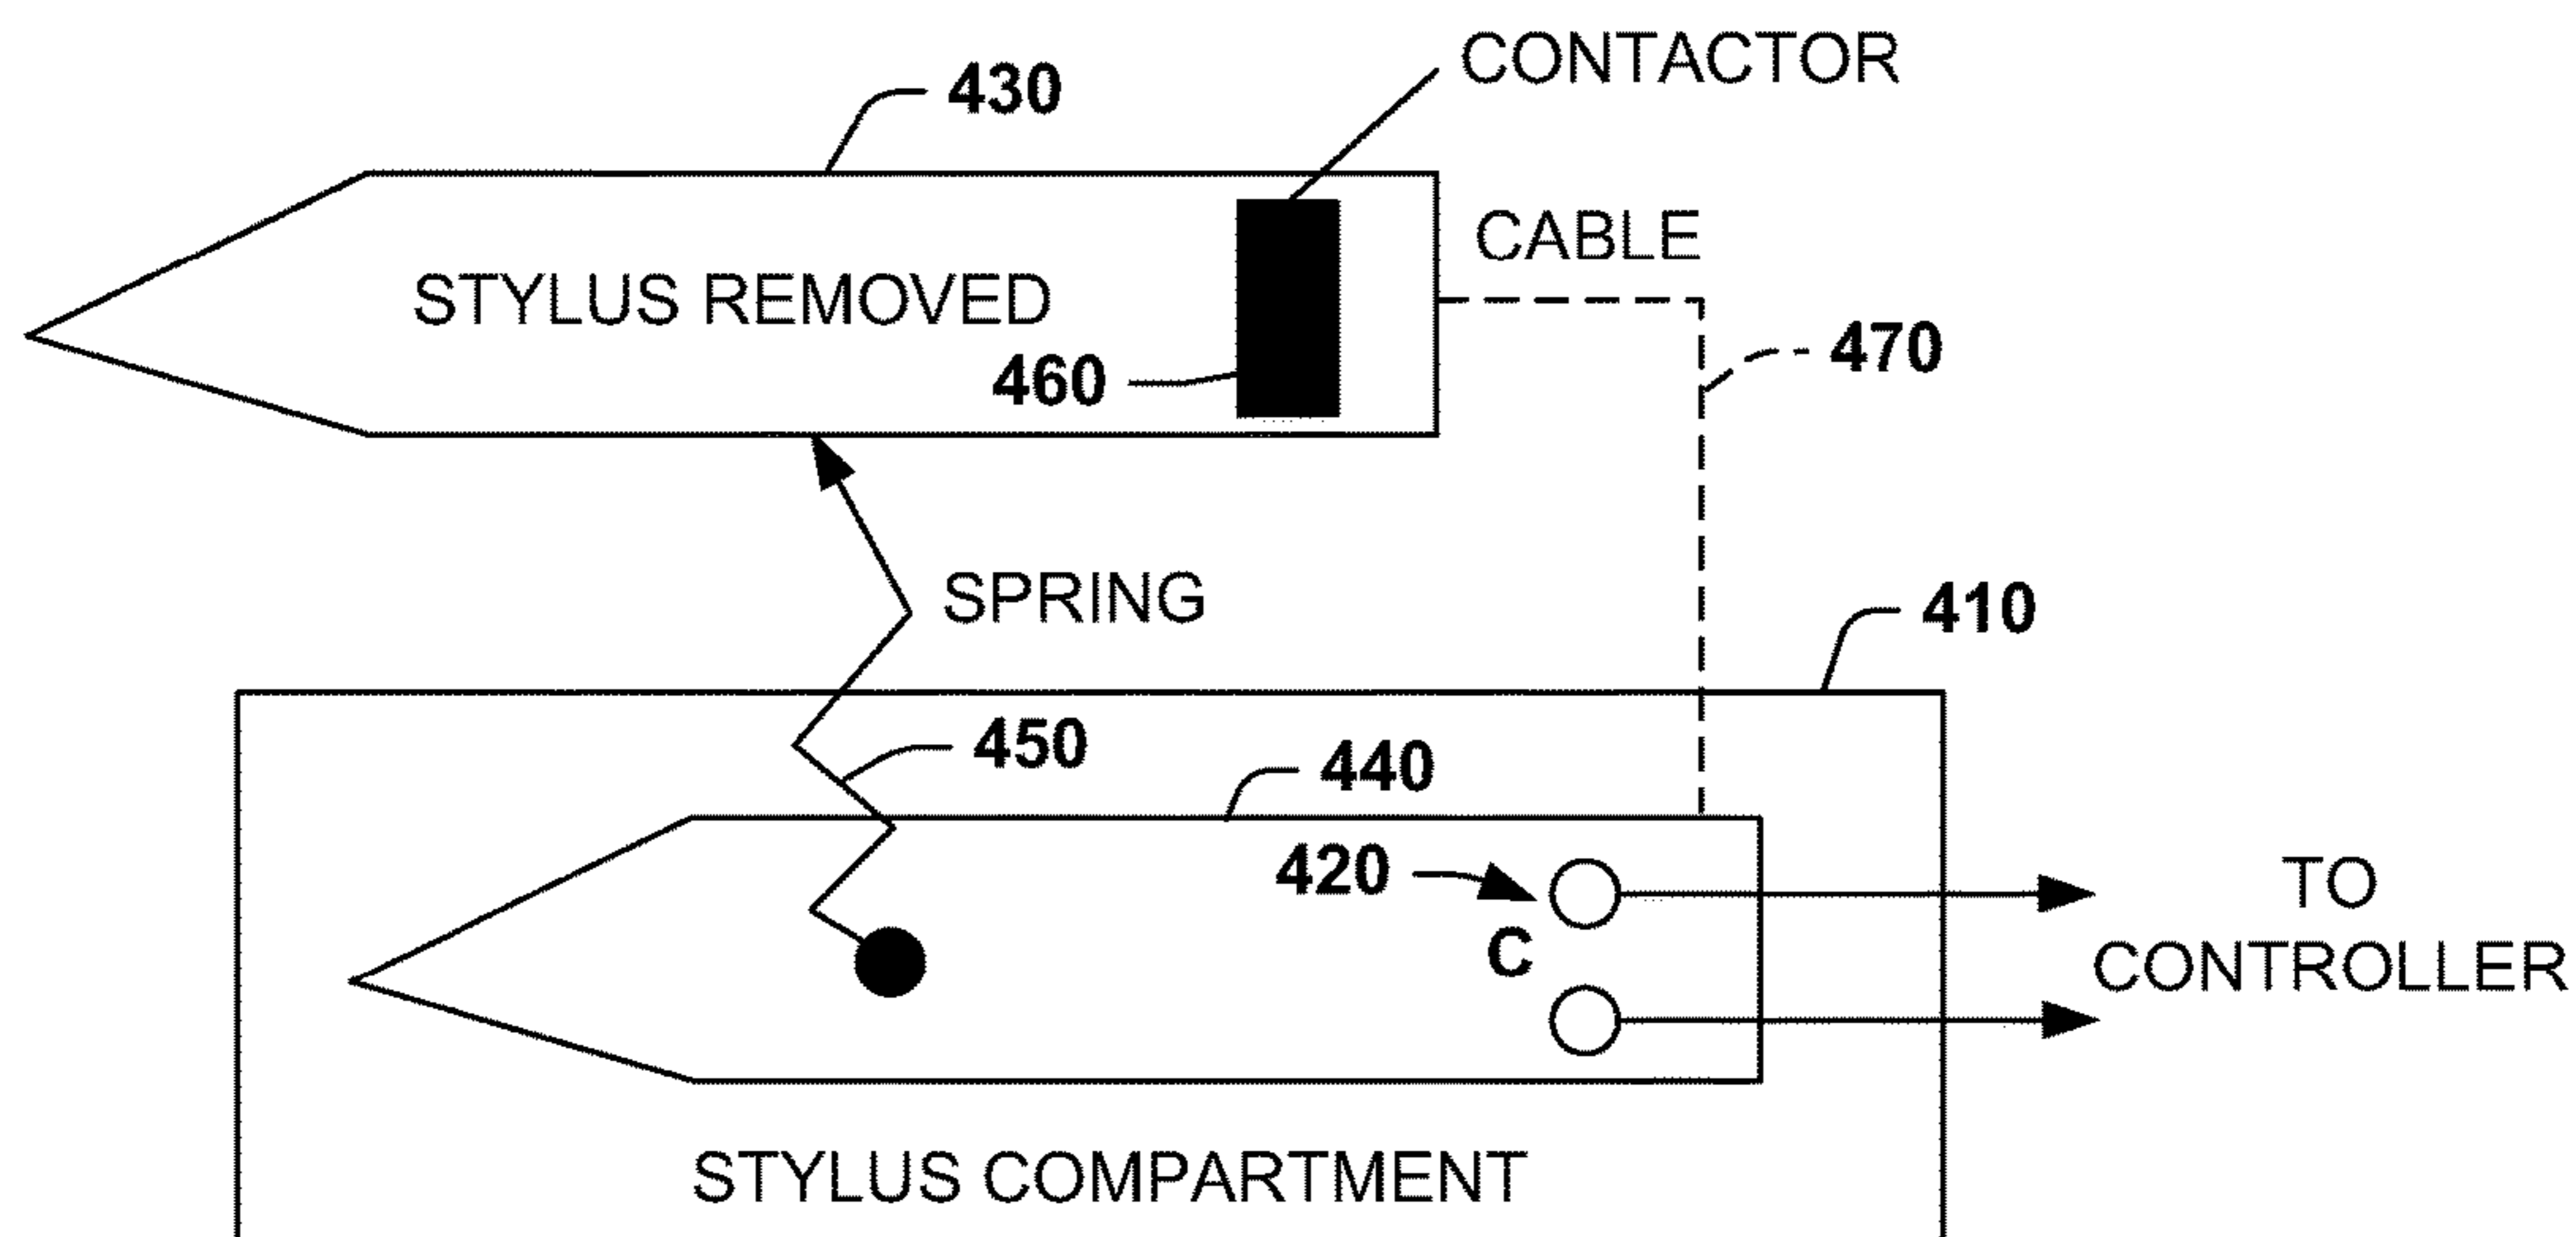 CONTACTOR
430
CABLE
STYLUS REMOVED
470
460
SPRING
410
450
440
420
C
TO
CONTROLLER
STYLUS COMPARTMENT